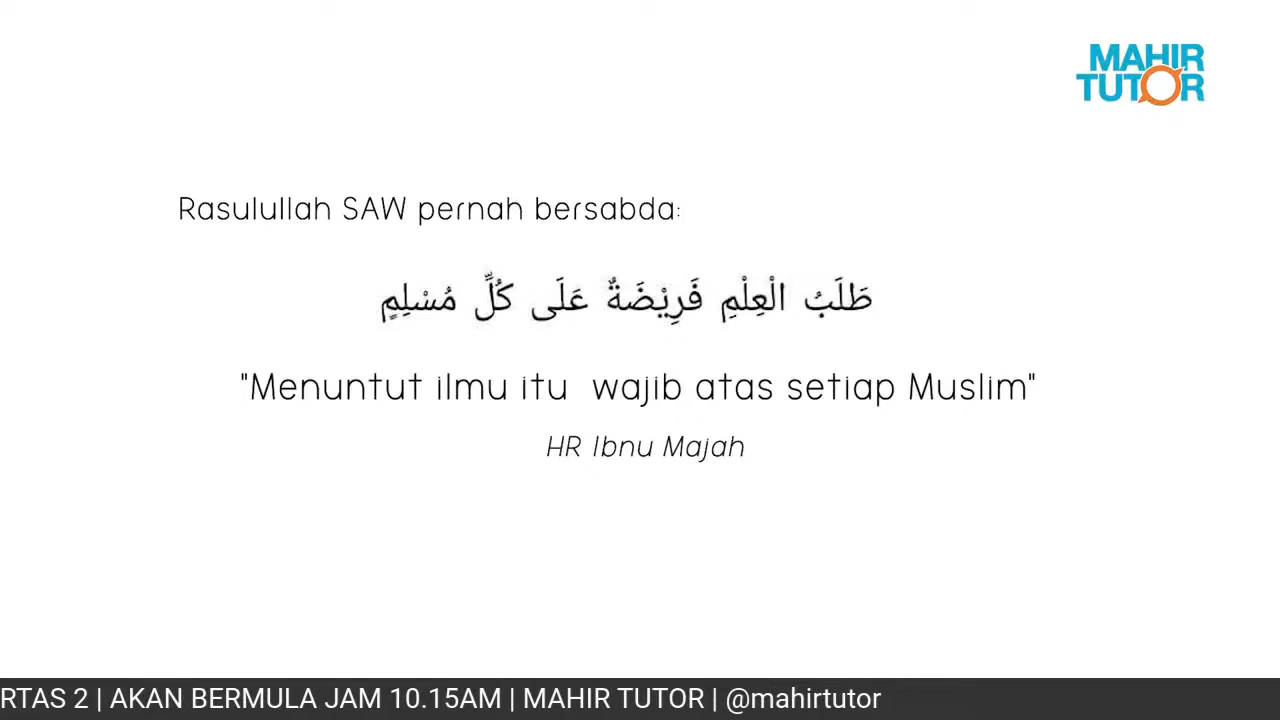 MAHIR
TUTOR
Rasulullah SAW pernah bersabda:
طَلَبُ الْعِلْمِ فَرِيْضَةٌ عَلَى كُلِّ مُسْلِمٍ
"Menuntut ilmu itu wajib atas setiap Muslim"
HR Ibnu Majah
RTAS 2 | AKAN BERMULA JAM 10.15AM | MAHIR TUTOR | @mahirtutor